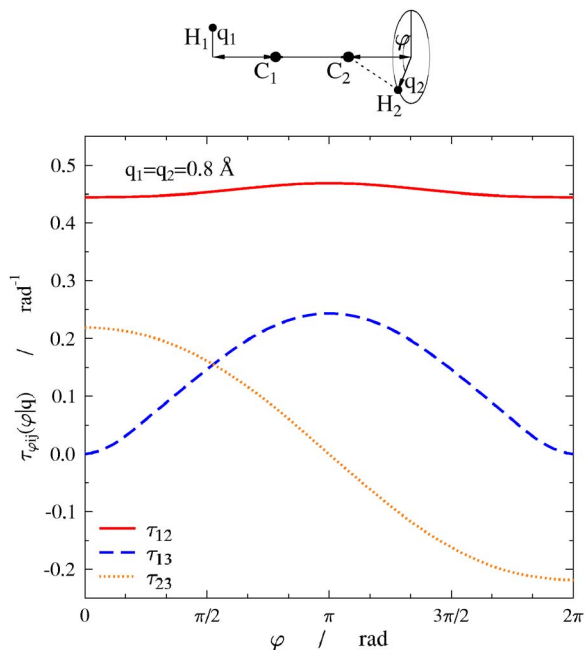 H₁ q₁ φ
C₁ C₂ q₂
H₂
q₁=q₂=0.8 Å
0.5
0.4
0.3
0.2
0.1
0.0
-0.1
-0.2
τφij(φ|q) / rad⁻¹
τ₁₂
τ₁₃
τ₂₃
0 π/2 π 3π/2 2π
φ / rad